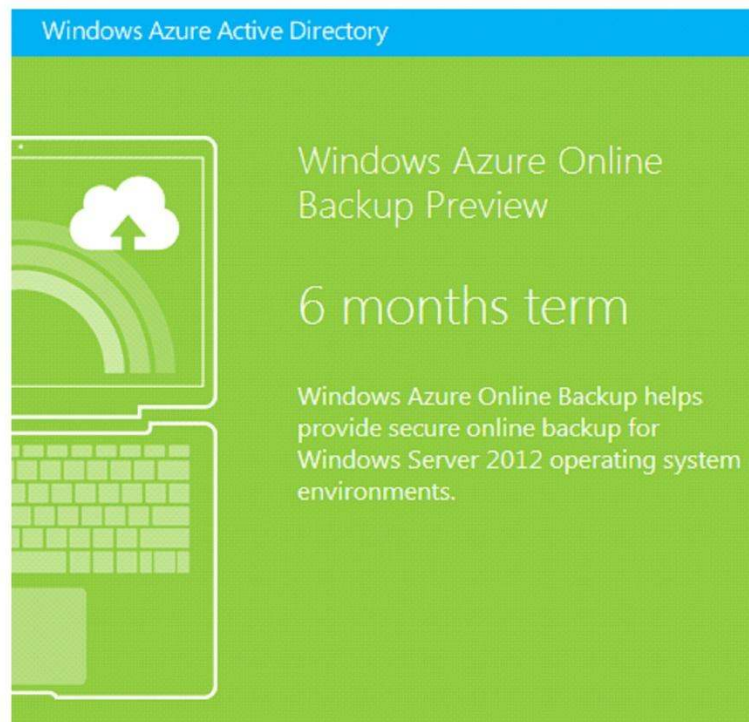 Windows Azure Active Directory
Windows Azure Online
Backup Preview
6 months term
Windows Azure Online Backup helps
provide secure online backup for
Windows Server 2012 operating system
environments.